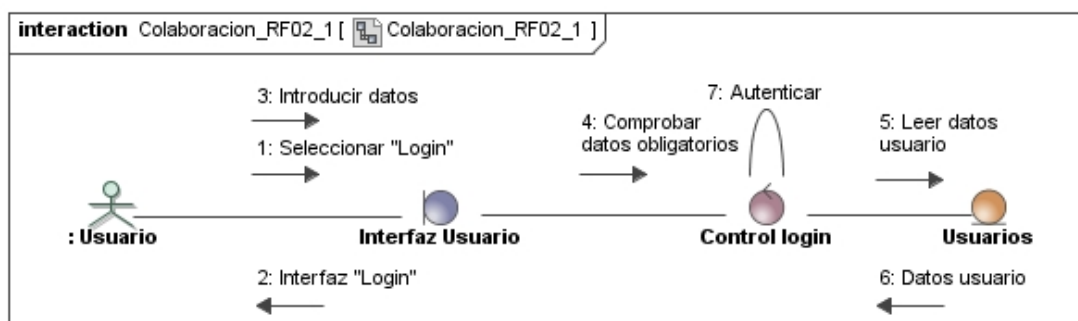 interaction Colaboracion_RF02_1 [ Colaboracion_RF02_1 ]
3: Introducir datos
1: Seleccionar "Login"
4: Comprobar
datos obligatorios
7: Autenticar
5: Leer datos
usuario
: Usuario
Interfaz Usuario
Control login
Usuarios
2: Interfaz "Login"
6: Datos usuario